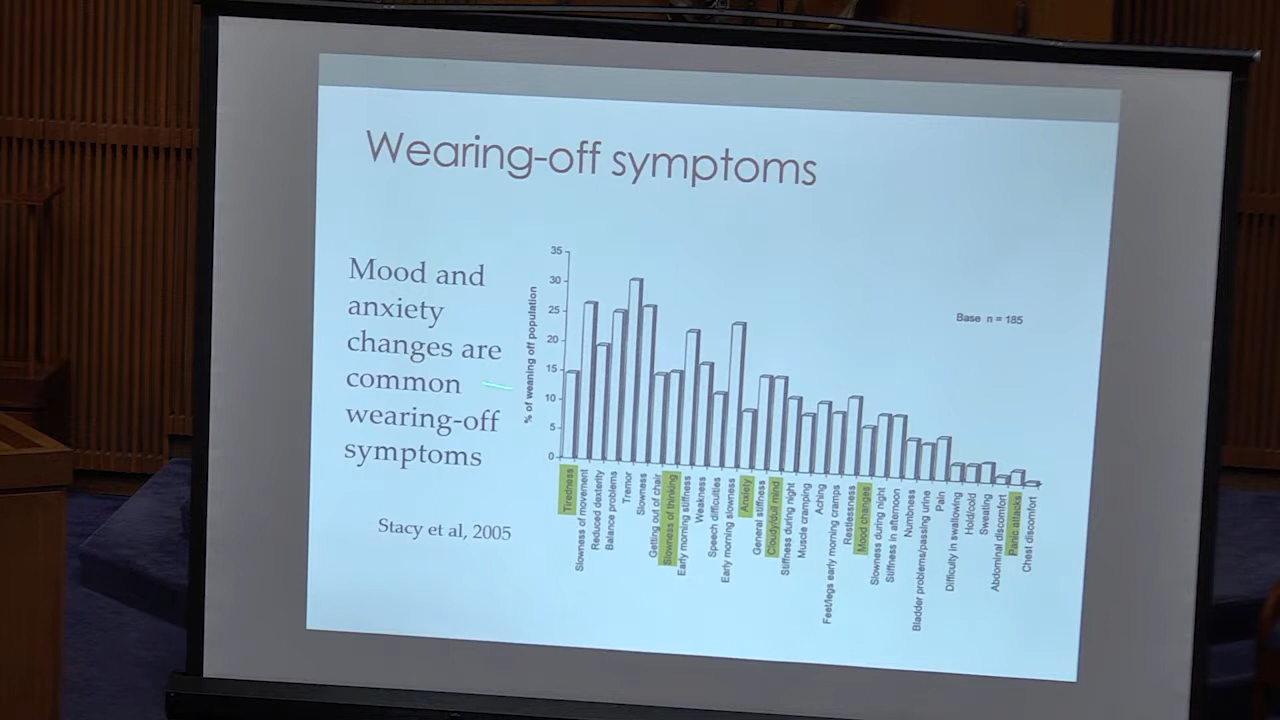 Wearing-off symptoms
Mood and
anxiety
changes are
common
wearing-off
symptoms
Stacy et al, 2005
% of weaning off population
35
30
25
20
15
10
5
0
Base n = 185
Tiredness
Slowness of movement
Reduced dexterity
Balance problems
Tremor
Slowness
Getting out of chair
Slowness of thinking
Early morning stiffness
Weakness
Speech difficulties
Early morning slowness
Anxiety
General stiffness
Cloudy/dull mind
Stiffness during night
Muscle cramping
Aching
Feet/legs early morning cramps
Restlessness
Mood changes
Slowness during night
Stiffness in afternoon
Numbness
Bladder problems/passing urine
Pain
Difficulty in swallowing
Hold/cold
Sweating
Abdominal discomfort
Panic attacks
Chest discomfort